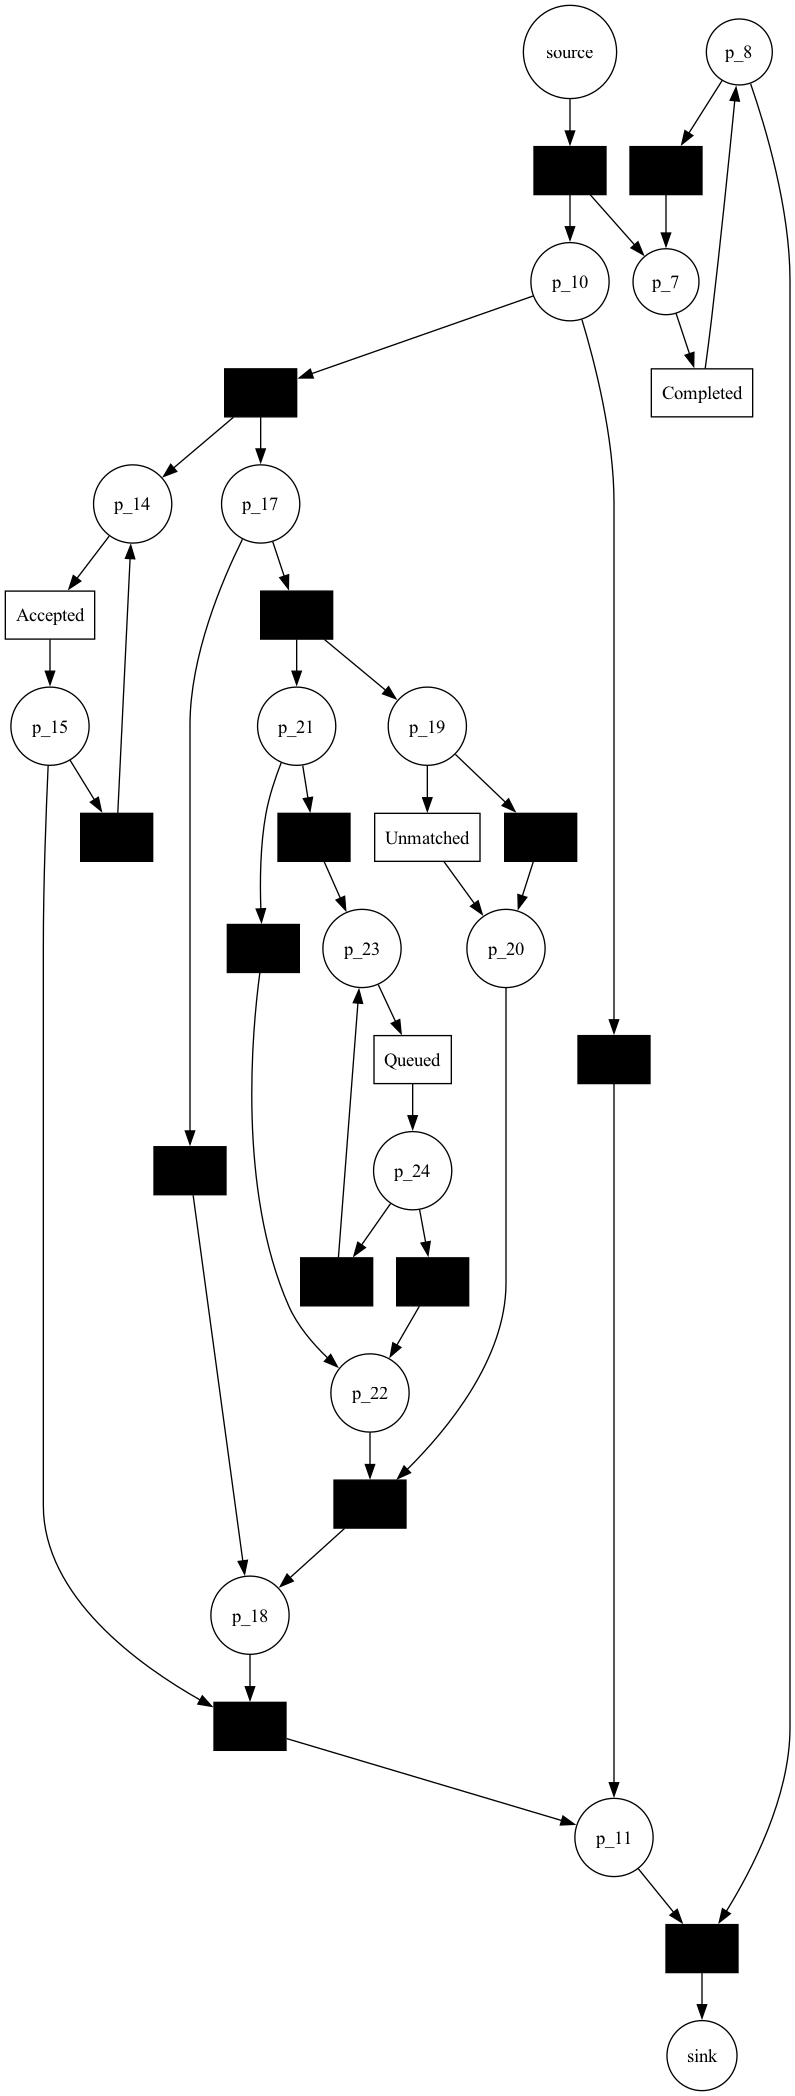 source
p_8
p_10
p_7
Completed
p_14
p_17
Accepted
p_15
p_21
p_19
Unmatched
p_23
p_20
Queued
p_24
p_22
p_18
p_11
sink